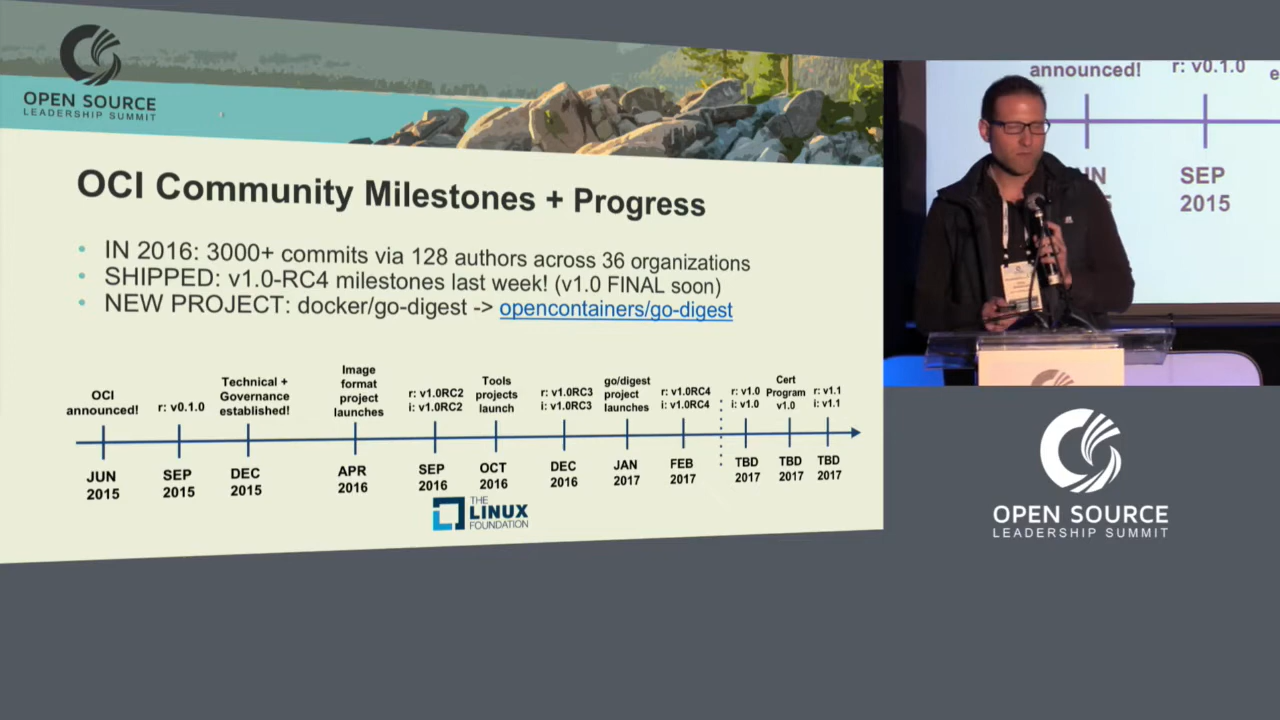 OPEN SOURCE
LEADERSHIP SUMMIT
OCI Community Milestones + Progress
• IN 2016: 3000+ commits via 128 authors across 36 organizations
• SHIPPED: v1.0-RC4 milestones last week! (v1.0 FINAL soon)
• NEW PROJECT: docker/go-digest -> opencontainers/go-digest
OCI
announced!
r: v0.1.0
Technical +
Governance
established!
Image
format
project
launches
r: v1.0RC2
i: v1.0RC2
Tools
projects
launch
r: v1.0RC3
i: v1.0RC3
go/digest
project
launches
r: v1.0RC4
i: v1.0RC4
r: v1.0
i: v1.0
Cert
Program
v1.0
r: v1.1
i: v1.1
JUN
2015
SEP
2015
DEC
2015
APR
2016
SEP
2016
OCT
2016
DEC
2016
JAN
2017
FEB
2017
TBD
2017
TBD
2017
TBD
2017
THE
LINUX
FOUNDATION
announced!
r: v0.1.0
SEP
2015
OPEN SOURCE
LEADERSHIP SUMMIT